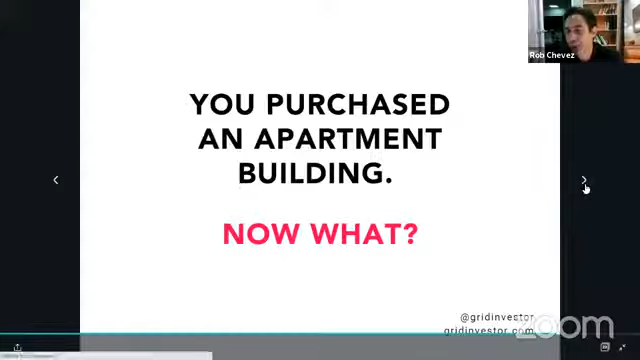 Rob Chevez
YOU PURCHASED
AN APARTMENT
BUILDING.
NOW WHAT?
@gridinvestor
gridinvestor.com
zoom